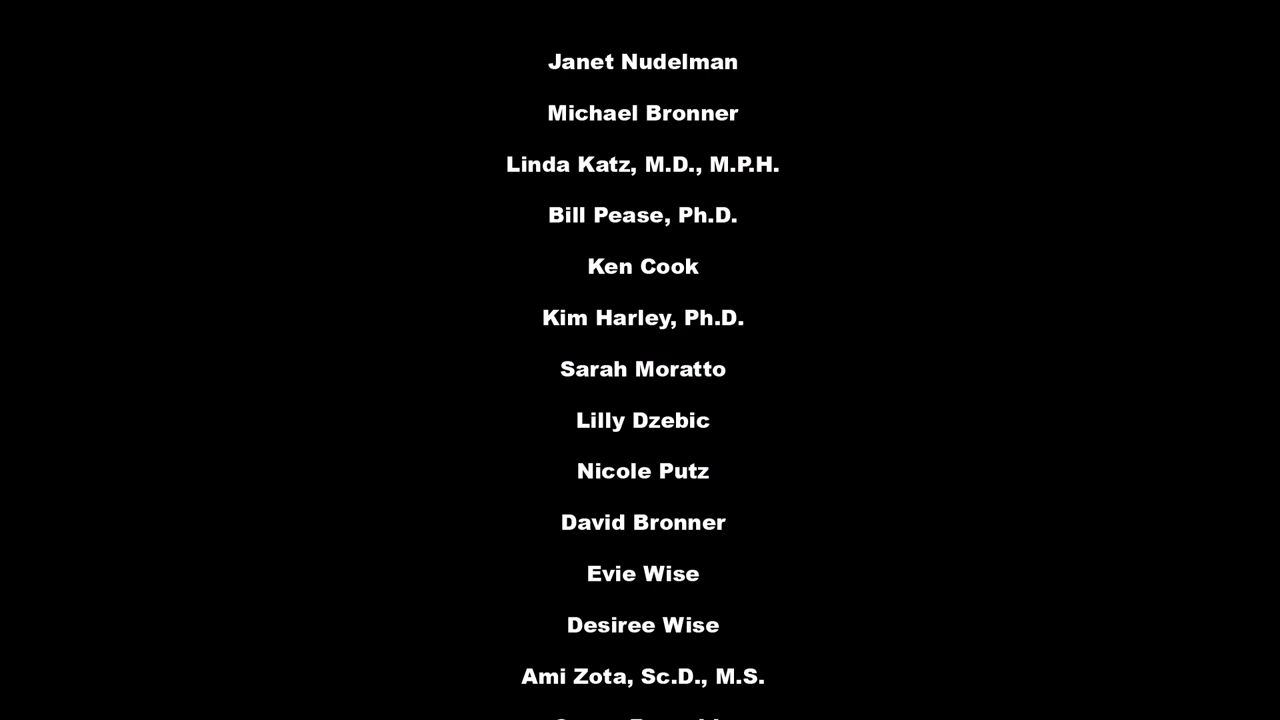 Janet Nudelman
Michael Bronner
Linda Katz, M.D., M.P.H.
Bill Pease, Ph.D.
Ken Cook
Kim Harley, Ph.D.
Sarah Moratto
Lilly Dzebic
Nicole Putz
David Bronner
Evie Wise
Desiree Wise
Ami Zota, Sc.D., M.S.